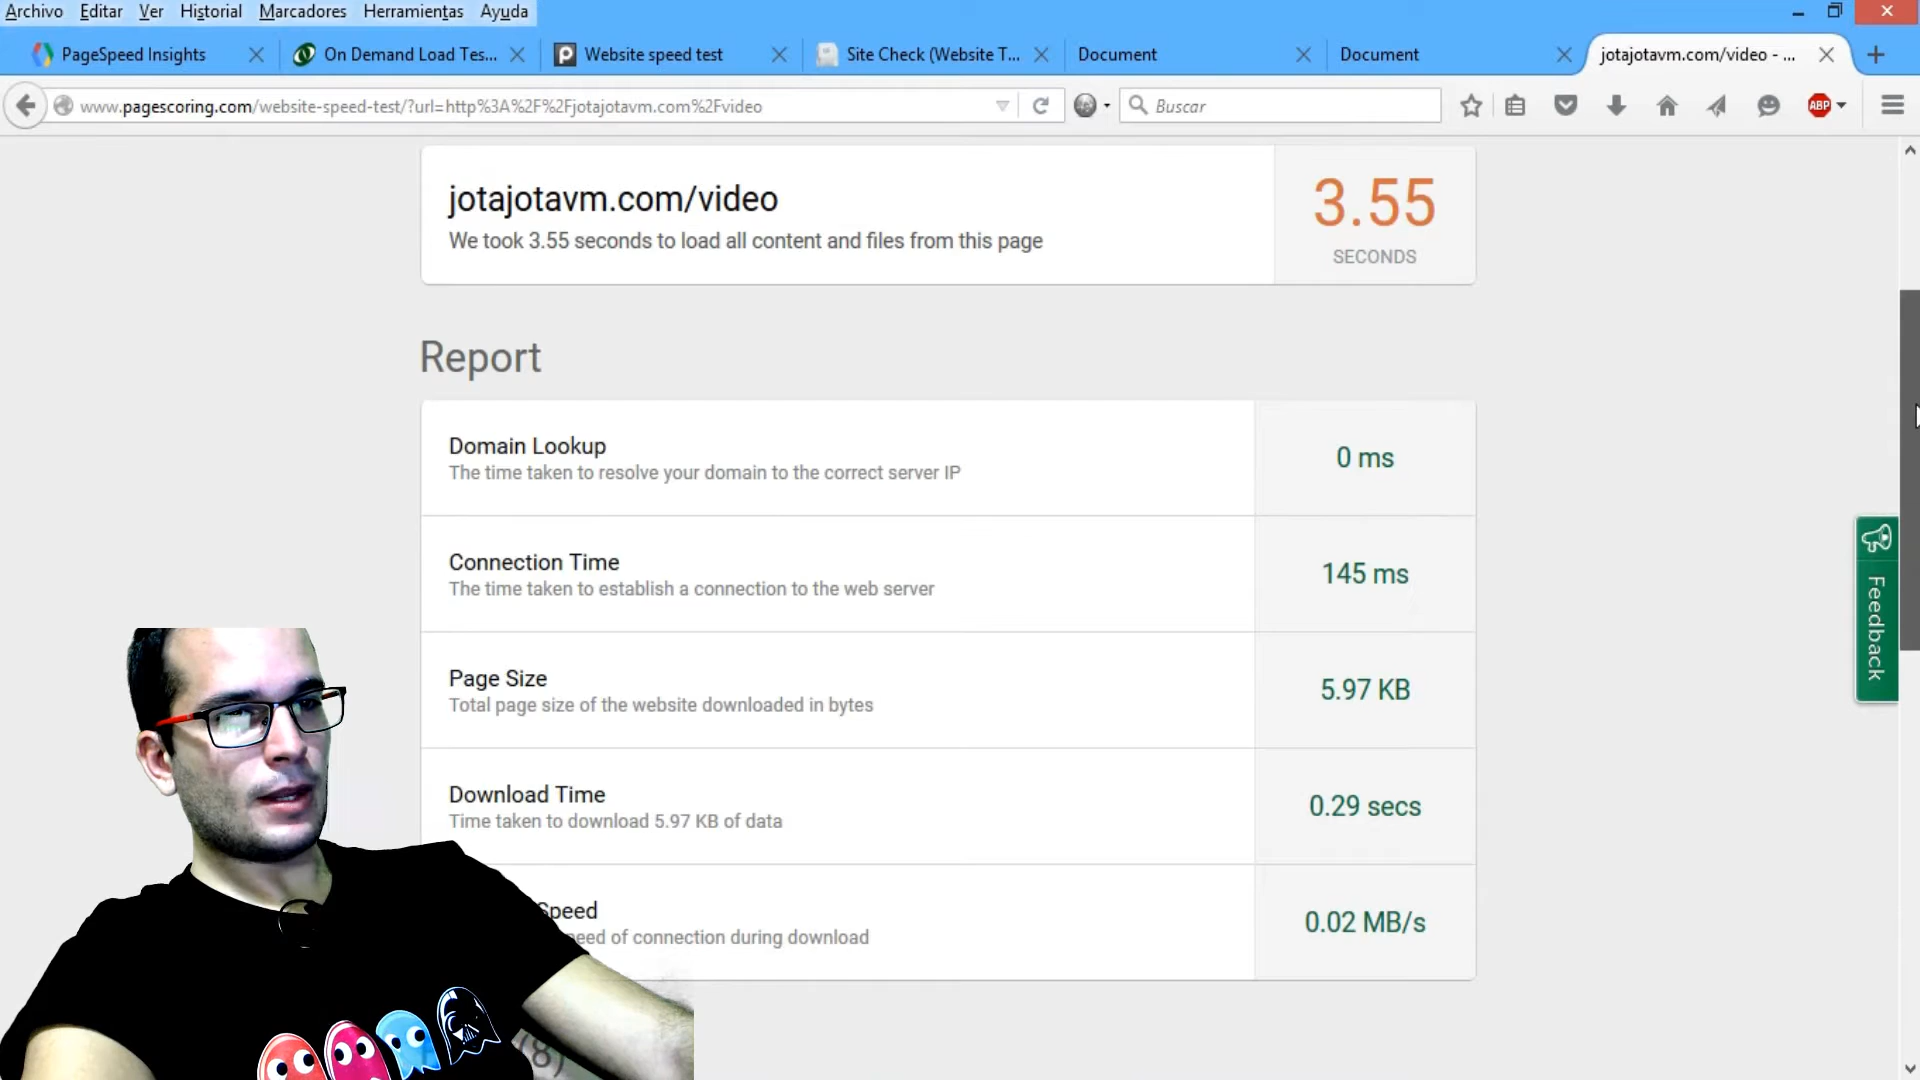 Archivo Editar Ver Historial Marcadores Herramientas Ayuda
PageSpeed Insights
On Demand Load Tes...
Website speed test
Site Check (Website T...
Document
Document
jotajotavm.com/video - ...
www.pagescoring.com/website-speed-test/?url=http%3A%2F%2Fjotajotavm.com%2Fvideo
Buscar
ABP
jotajotavm.com/video
We took 3.55 seconds to load all content and files from this page
3.55
SECONDS
Report
Domain Lookup
The time taken to resolve your domain to the correct server IP
0 ms
Connection Time
The time taken to establish a connection to the web server
145 ms
Page Size
Total page size of the website downloaded in bytes
5.97 KB
Download Time
Time taken to download 5.97 KB of data
0.29 secs
Speed
of connection during download
0.02 MB/s
(8)
Feedback